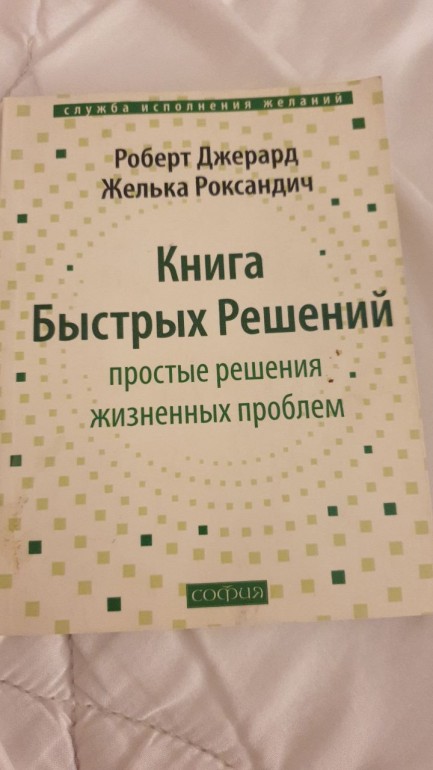 служба исполнения желаний
Роберт Джерард
Желька Роксандич
Книга
Быстрых Решений
простые решения
жизненных проблем
СОФИЯ